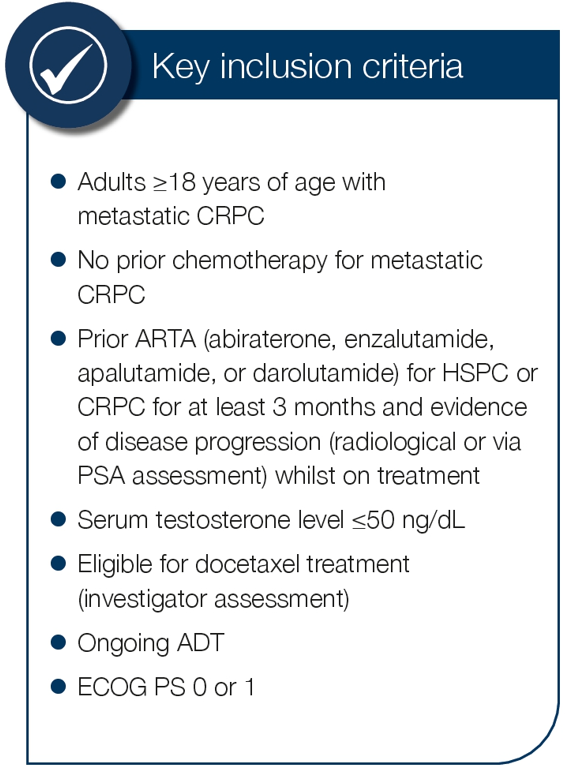 Key inclusion criteria
● Adults ≥18 years of age with
metastatic CRPC
● No prior chemotherapy for metastatic
CRPC
● Prior ARTA (abiraterone, enzalutamide,
apalutamide, or darolutamide) for HSPC or
CRPC for at least 3 months and evidence
of disease progression (radiological or via
PSA assessment) whilst on treatment
● Serum testosterone level ≤50 ng/dL
● Eligible for docetaxel treatment
(investigator assessment)
● Ongoing ADT
● ECOG PS 0 or 1